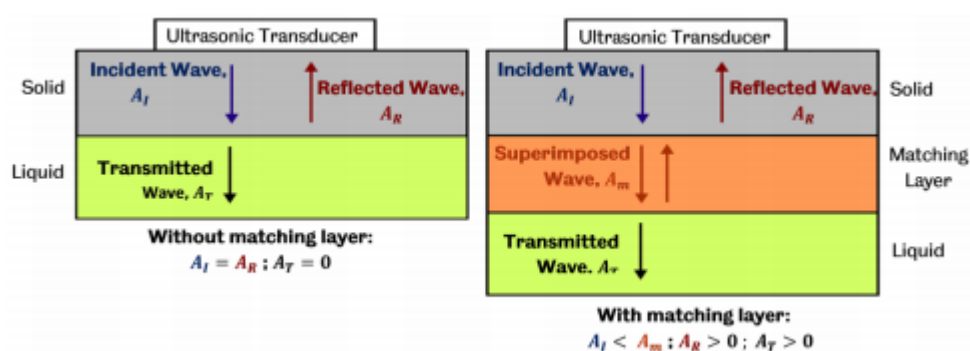 Ultrasonic Transducer
Solid
Incident Wave,
A_I
Reflected Wave,
A_R
Liquid
Transmitted
Wave, A_T
Without matching layer:
A_I = A_R ; A_T = 0
Ultrasonic Transducer
Incident Wave,
A_I
Reflected Wave,
A_R
Solid
Superimposed
Wave, A_m
Matching
Layer
Transmitted
Wave. A_T
Liquid
With matching layer:
A_I < A_m ; A_R > 0 ; A_T > 0